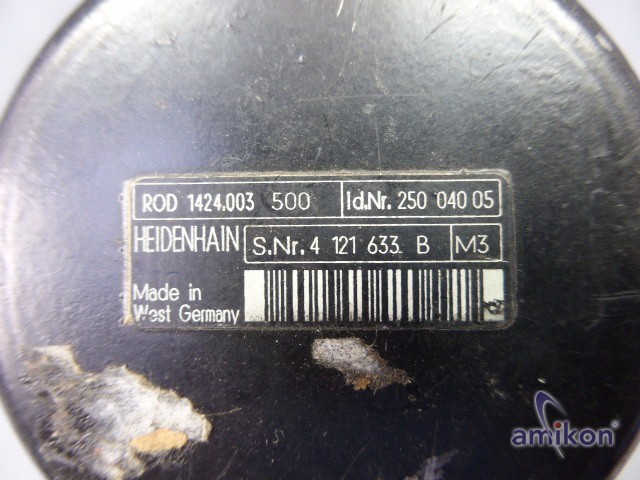 ROD 1424.003 500 Id.Nr. 250 040 05
HEIDENHAIN S.Nr. 4 121 633 B M3
Made in
West Germany
amikon